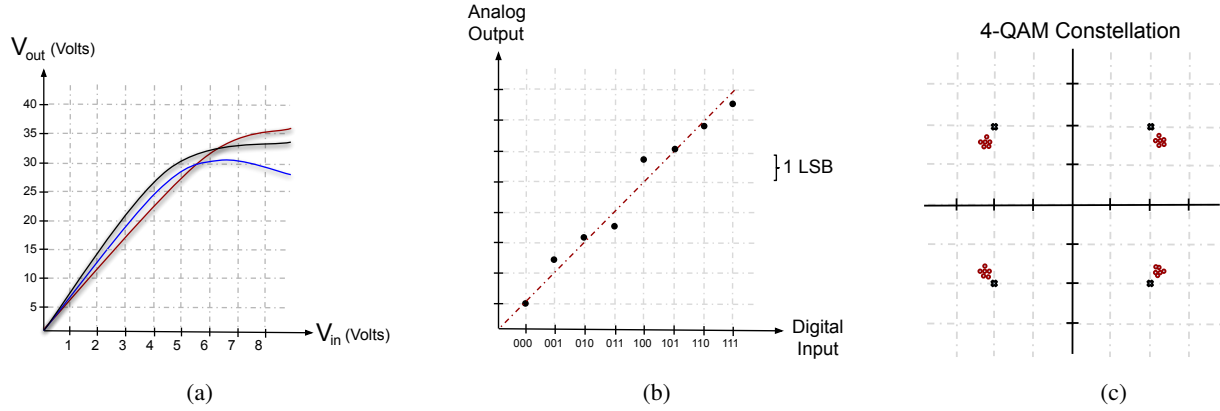 V_out (Volts)
40
35
30
25
20
15
10
5
1 2 3 4 5 6 7 8
V_in (Volts)
(a)
Analog
Output
1 LSB
000 001 010 011 100 101 110 111
Digital
Input
(b)
4-QAM Constellation
(c)